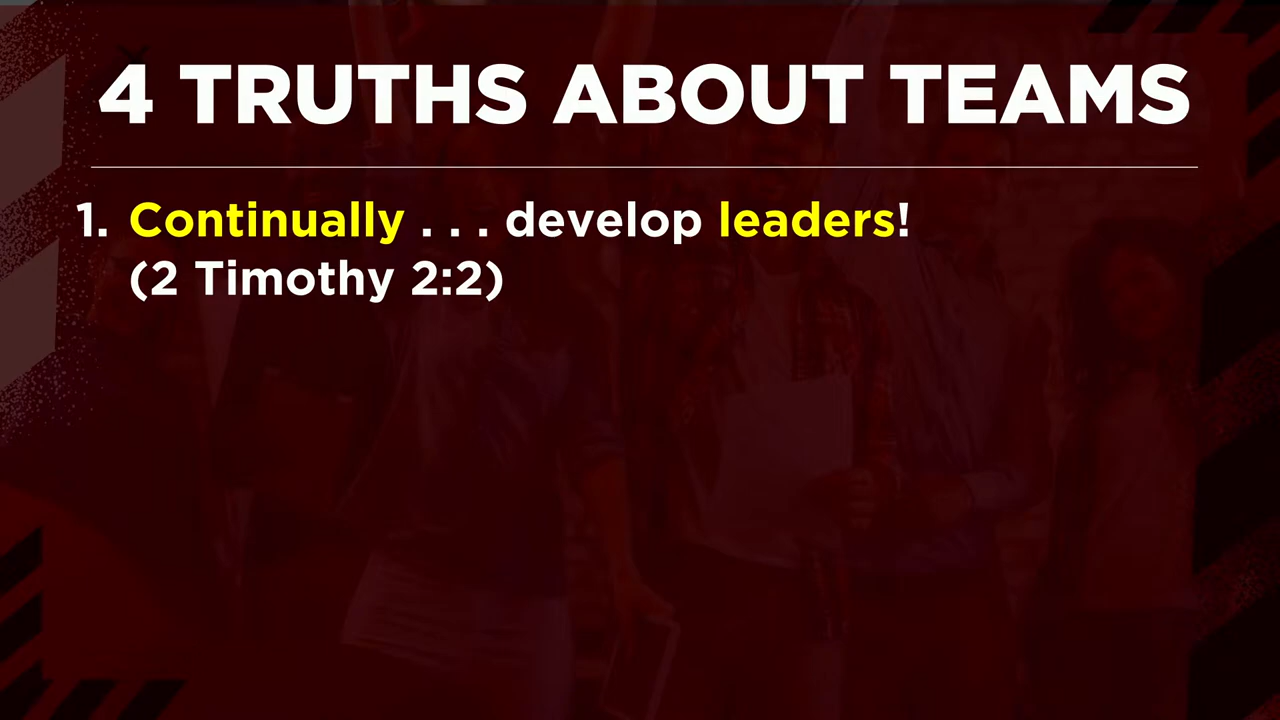 4 TRUTHS ABOUT TEAMS
1. Continually . . . develop leaders!
(2 Timothy 2:2)